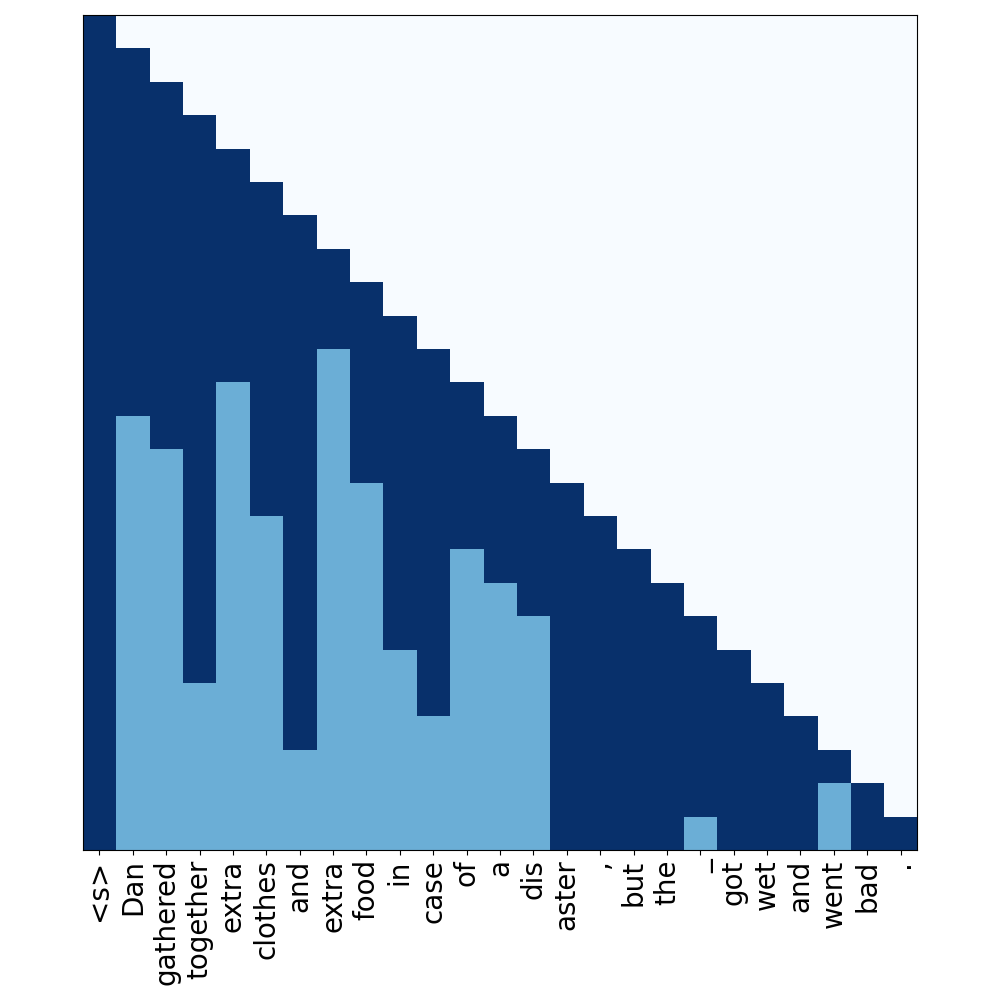 <s> Dan gathered together extra clothes and extra food in case of a dis aster , but the _ got wet and went bad .